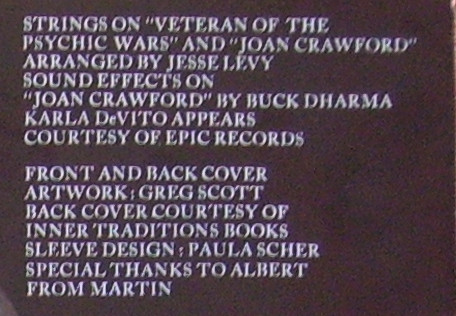 STRINGS ON "VETERAN OF THE
PSYCHIC WARS" AND "JOAN CRAWFORD"
ARRANGED BY JESSE LEVY
SOUND EFFECTS ON
"JOAN CRAWFORD" BY BUCK DHARMA
KARLA DeVITO APPEARS
COURTESY OF EPIC RECORDS

FRONT AND BACK COVER
ARTWORK: GREG SCOTT
BACK COVER COURTESY OF
INNER TRADITIONS BOOKS
SLEEVE DESIGN: PAULA SCHER
SPECIAL THANKS TO ALBERT
FROM MARTIN